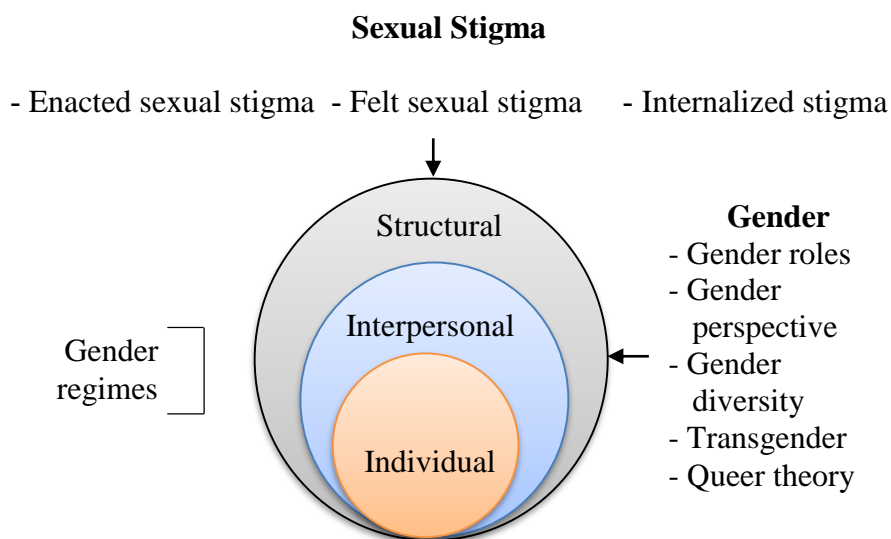 Sexual Stigma
- Enacted sexual stigma - Felt sexual stigma - Internalized stigma
Structural
Interpersonal
Individual
Gender
regimes
Gender
- Gender roles
- Gender
perspective
- Gender
diversity
- Transgender
- Queer theory